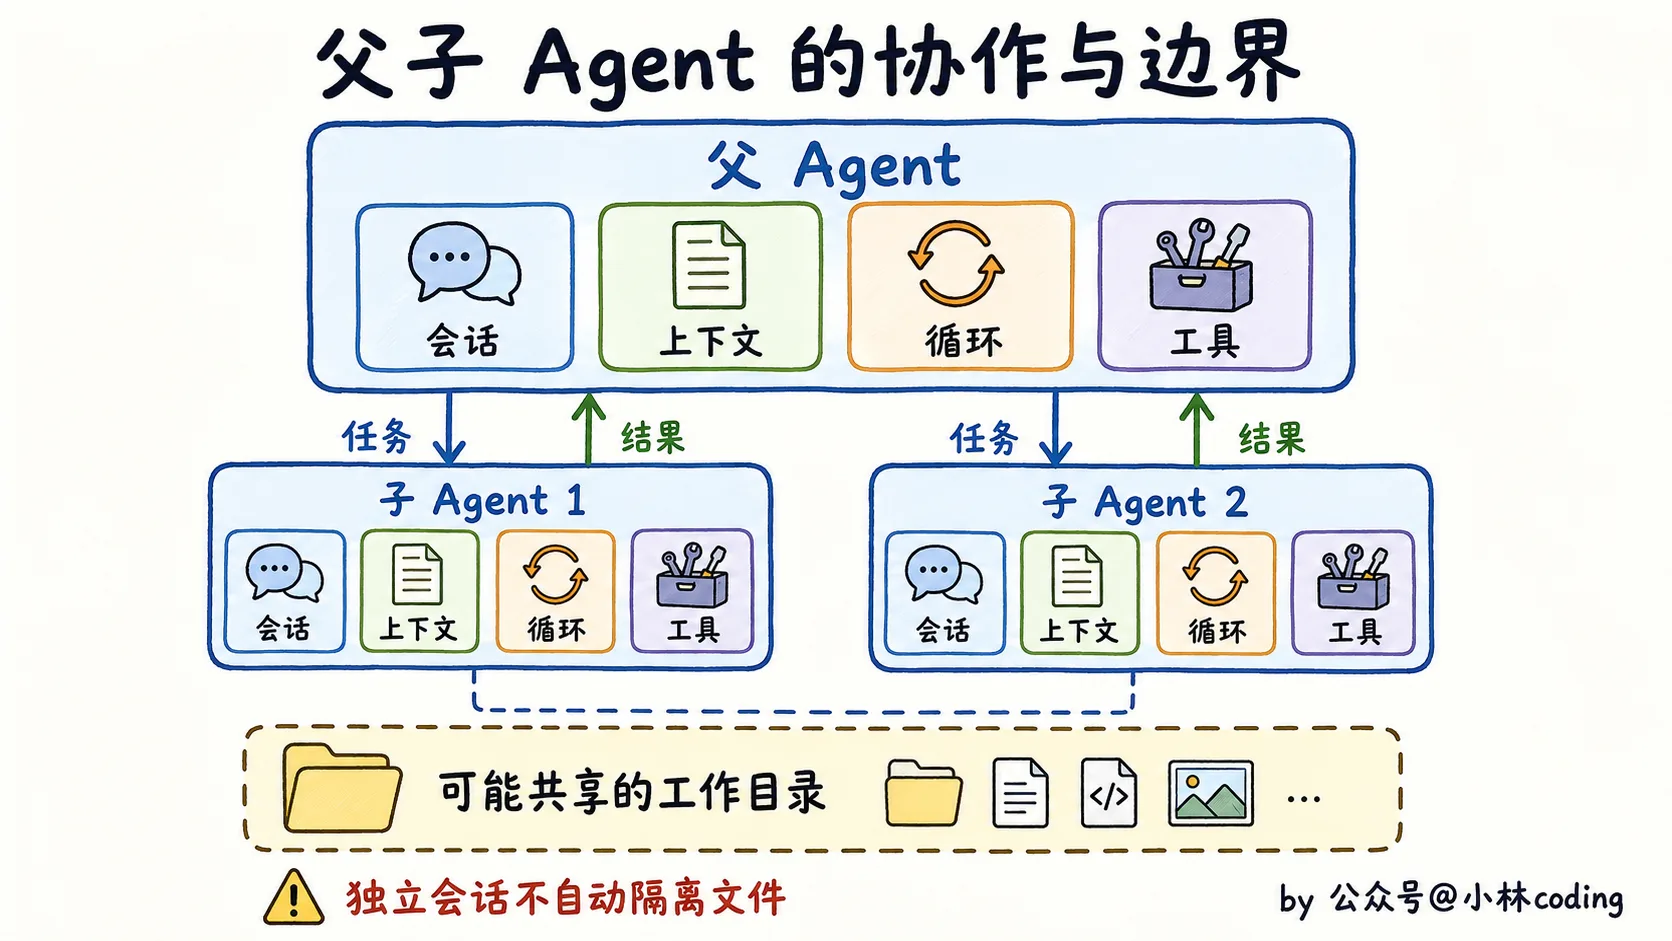 父子 Agent 的协作与边界
父 Agent
会话
上下文
循环
工具
任务
结果
任务
结果
子 Agent 1
会话
上下文
循环
工具
子 Agent 2
会话
上下文
循环
工具
可能共享的工作目录
</>
...
独立会话不自动隔离文件
by 公众号@小林coding